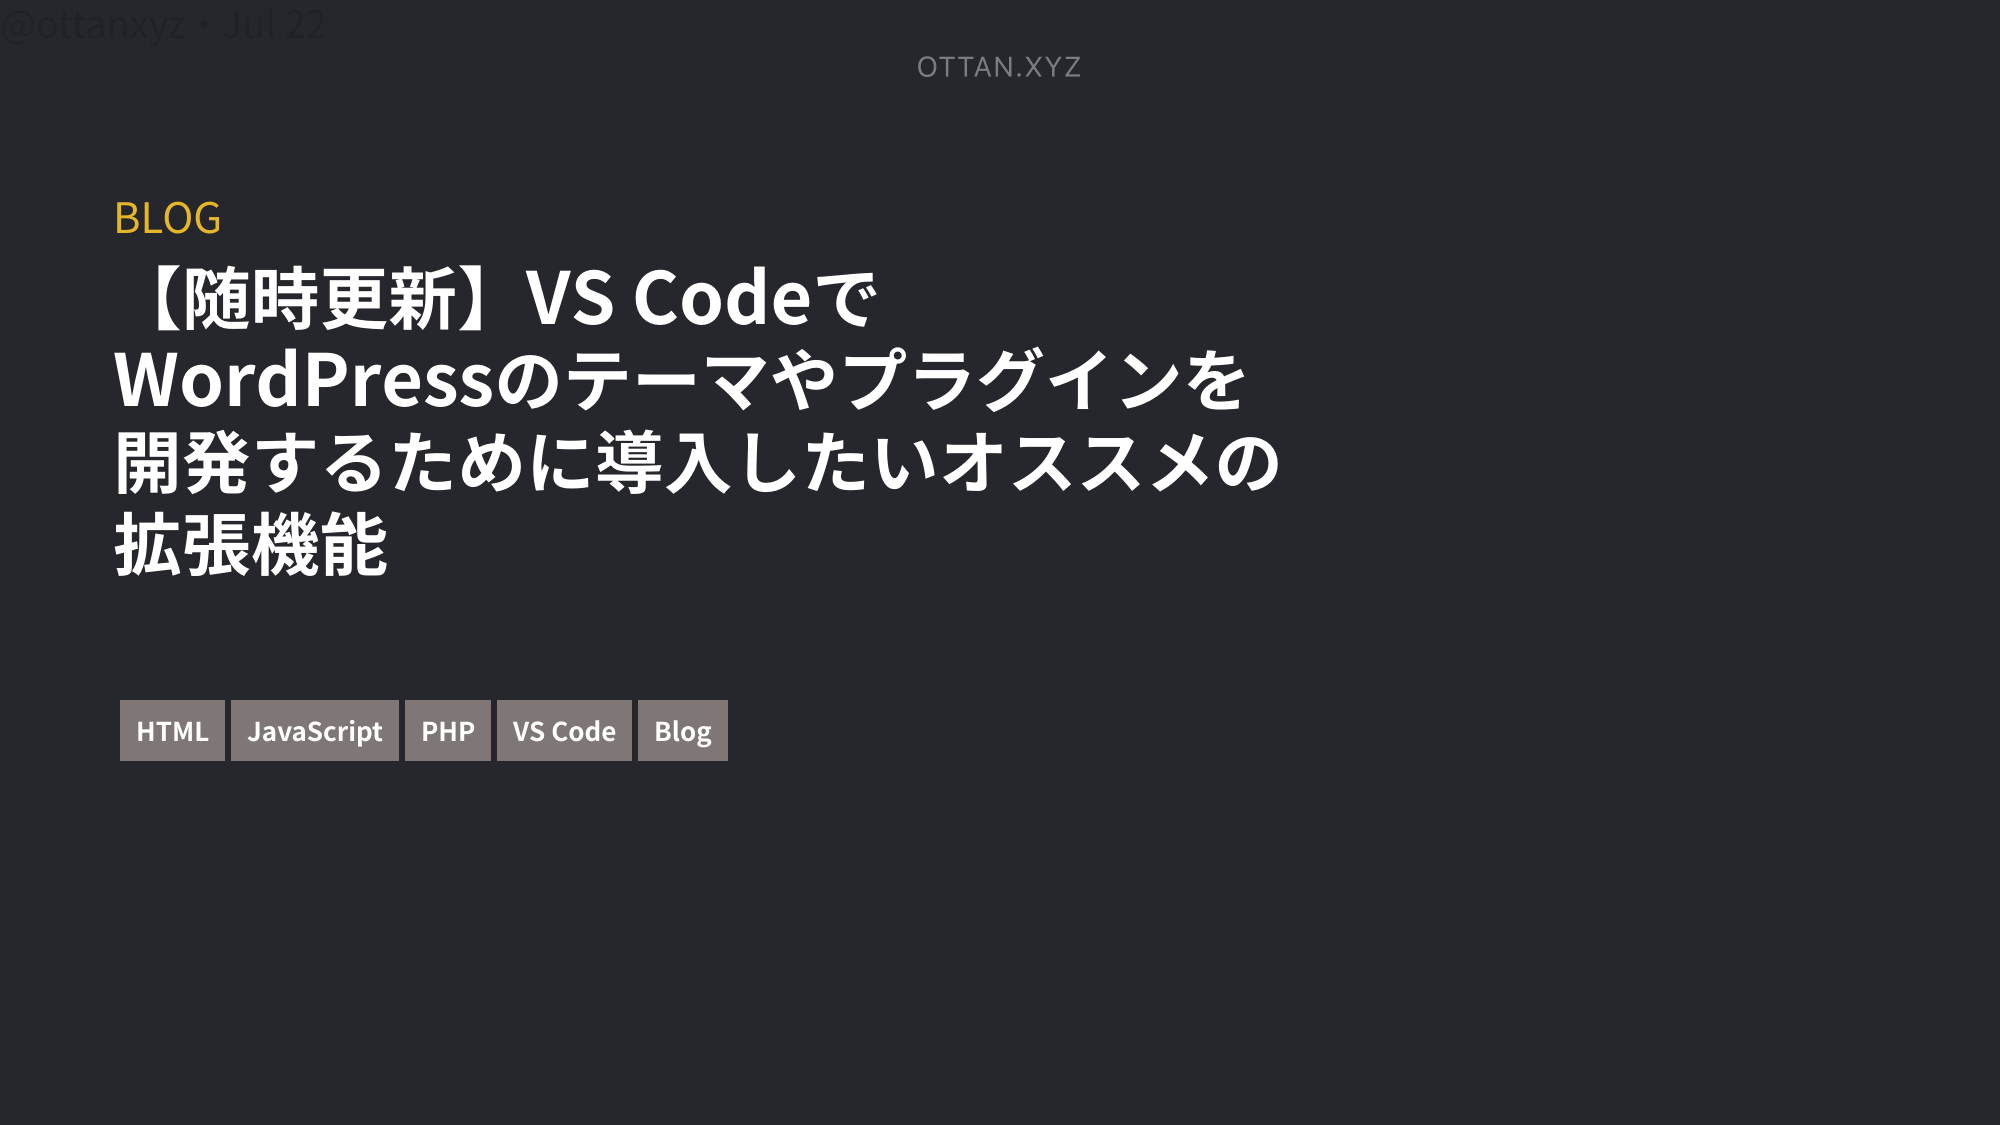 @ottanxyz・Jul 22
OTTAN.XYZ
BLOG
【随時更新】VS Codeで
WordPressのテーマやプラグインを
開発するために導入したいオススメの
拡張機能
HTML JavaScript PHP VS Code Blog